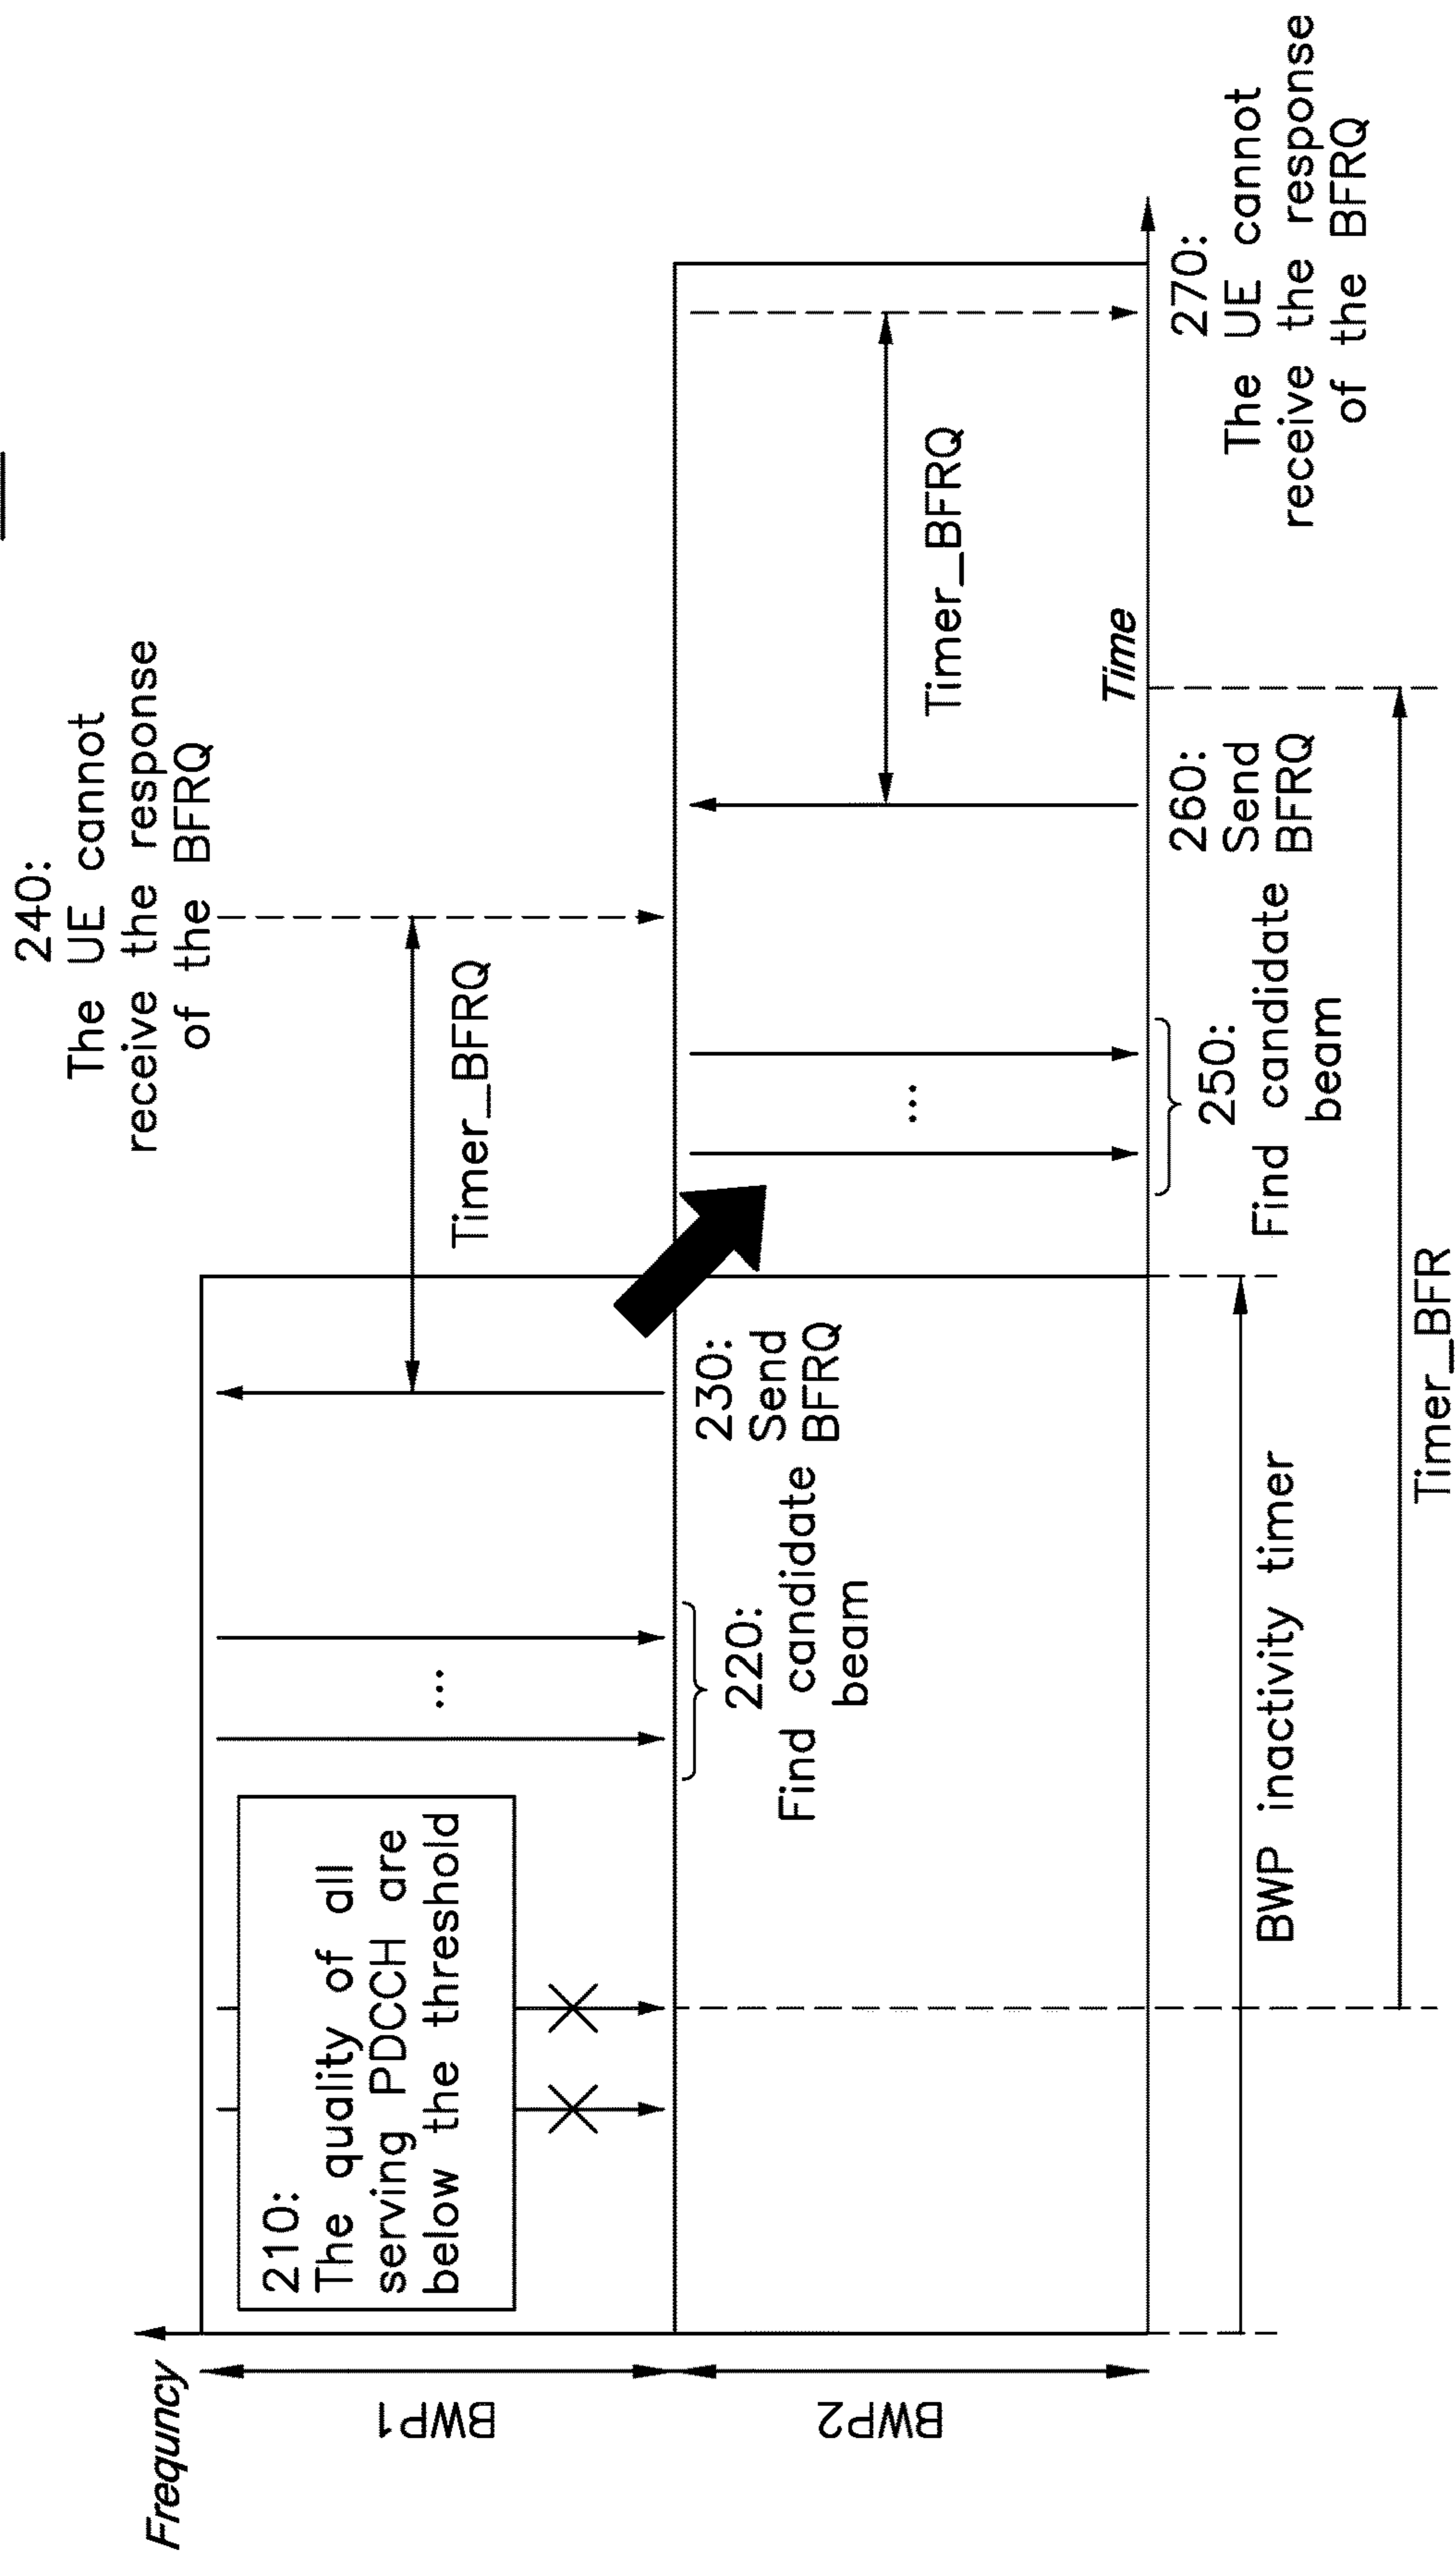 240:
The UE cannot
receive the response
of the BFRQ
Frequncy
BWP1
210:
The quality of all
serving PDCCH are
below the threshold
...
220:
Find candidate
beam
230:
Send
BFRQ
Timer_BFRQ
BWP2
...
250:
Find candidate
beam
260:
Send
BFRQ
Timer_BFRQ
Time
270:
The UE cannot
receive the response
of the BFRQ
BWP inactivity timer
Timer_BFR